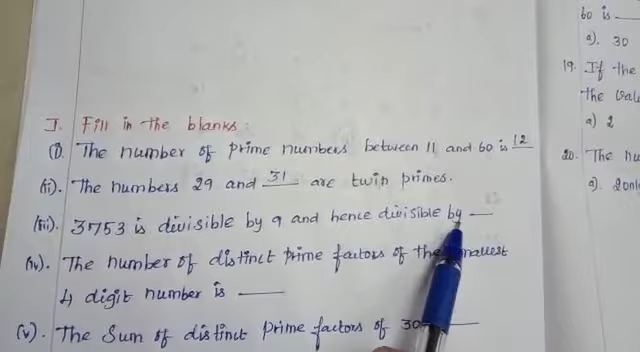 I. Fill in the blanks:
(i). The number of prime numbers between 11 and 60 is 12
(ii). The numbers 29 and 31 are twin primes.
(iii). 3753 is divisible by 9 and hence divisible by
(iv). The number of distinct prime factors of the smallest
4 digit number is
(v). The Sum of distinct prime factors of 30
60 is
a). 30
19. If the
the
a) 2
20. The nu
a).